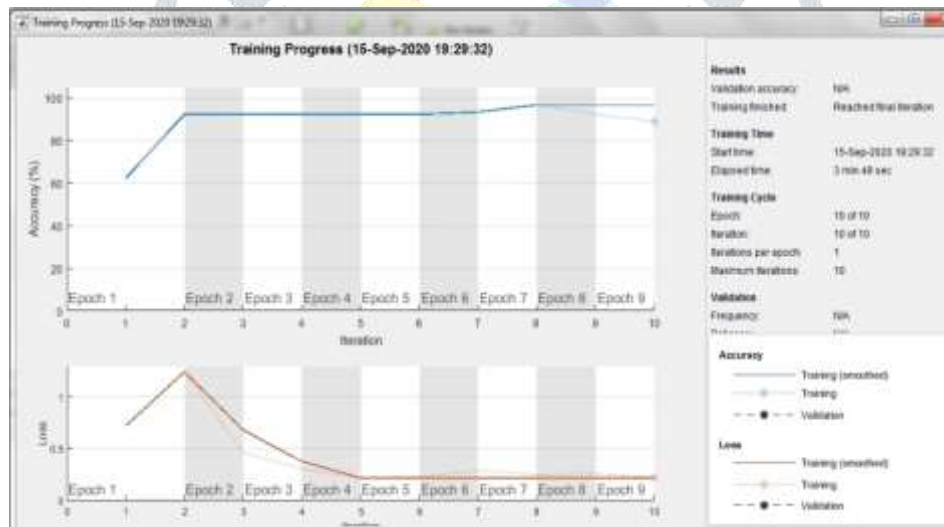 Training Progress (15-Sep-2020 19:29:32)
Training Progress (15-Sep-2020 19:29:32)
Accuracy (%)
100
80
60
40
20
0
Epoch 1 Epoch 2 Epoch 3 Epoch 4 Epoch 5 Epoch 6 Epoch 7 Epoch 8 Epoch 9
0 1 2 3 4 5 6 7 8 9 10
Iteration
Loss
1
0.5
0
Epoch 1 Epoch 2 Epoch 3 Epoch 4 Epoch 5 Epoch 6 Epoch 7 Epoch 8 Epoch 9
0 1 2 3 4 5 6 7 8 9 10
Iteration
Results
Validation accuracy: N/A
Training finished: Reached final iteration
Training Time
Start time: 15-Sep-2020 19:29:32
Elapsed time: 3 min 48 sec
Training Cycle
Epoch: 10 of 10
Iteration: 10 of 10
Iterations per epoch: 1
Maximum iterations: 10
Validation
Frequency: N/A
Accuracy
Training (smoothed)
Training
Validation
Loss
Training (smoothed)
Training
Validation